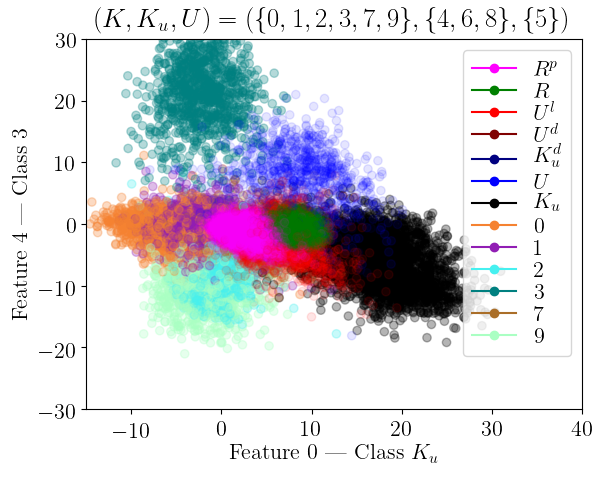 (K, K_u, U) = ({0, 1, 2, 3, 7, 9}, {4, 6, 8}, {5})
30
20
10
0
−10
−20
−30
Feature 4 — Class 3
R^p
R
U^l
U^d
K_u^d
U
K_u
0
1
2
3
7
9
−10
0
10
20
30
40
Feature 0 — Class K_u